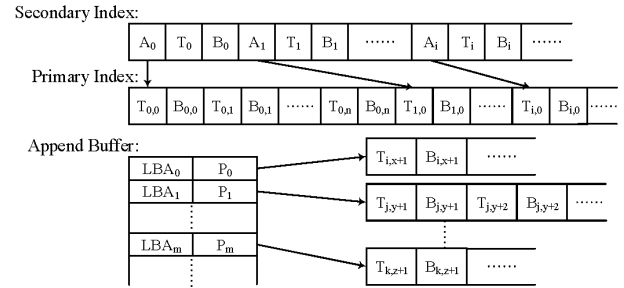 Secondary Index:
A0 T0 B0 A1 T1 B1 ...... Ai Ti Bi ......
Primary Index:
T0,0 B0,0 T0,1 B0,1 ...... T0,n B0,n T1,0 B1,0 ...... Ti,0 Bi,0 ......
Append Buffer:
LBA0 P0 Ti,x+1 Bi,x+1 ......
LBA1 P1 Tj,y+1 Bj,y+1 Tj,y+2 Bj,y+2 ......
LBAm Pm Tk,z+1 Bk,z+1 ......